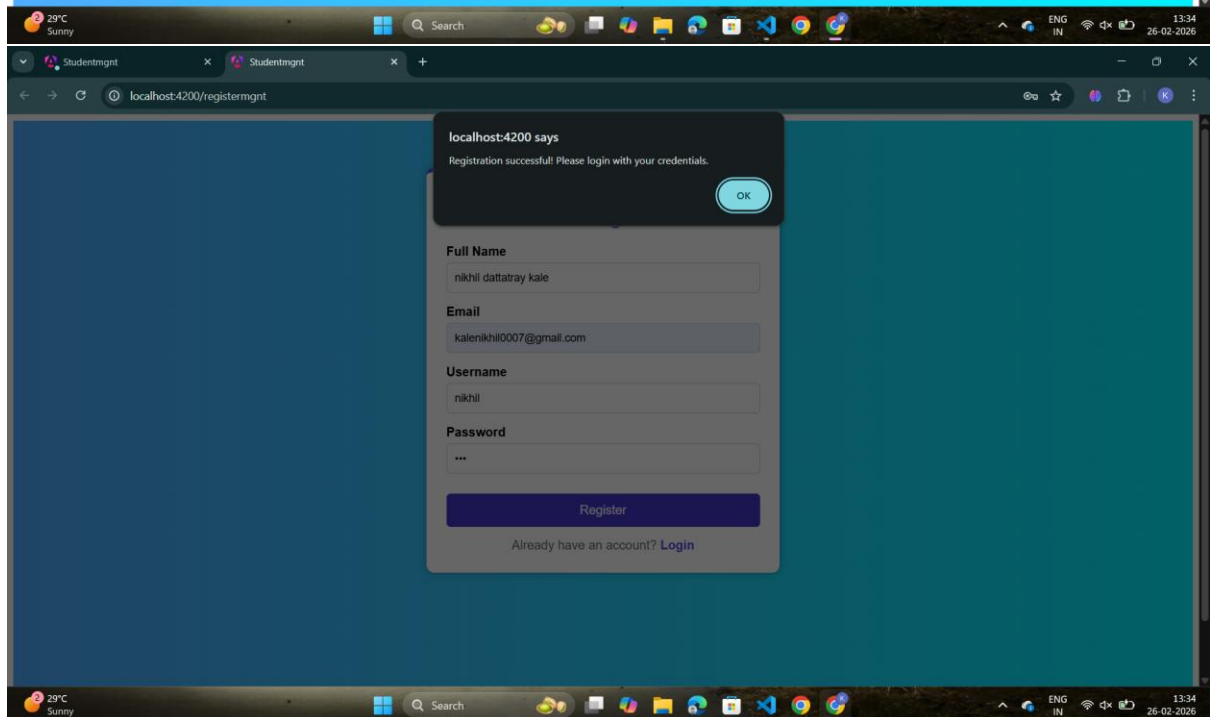 2
29°C
Sunny
Search
ENG
IN
13:34
26-02-2026
Studentmgnt
Studentmgnt
localhost:4200/registermgnt
K
localhost:4200 says
Registration successful! Please login with your credentials.
OK
Full Name
nikhil dattatray kale
Email
kalenikhil0007@gmail.com
Username
nikhil
Password
•••
Register
Already have an account? Login
2
29°C
Sunny
Search
ENG
IN
13:34
26-02-2026